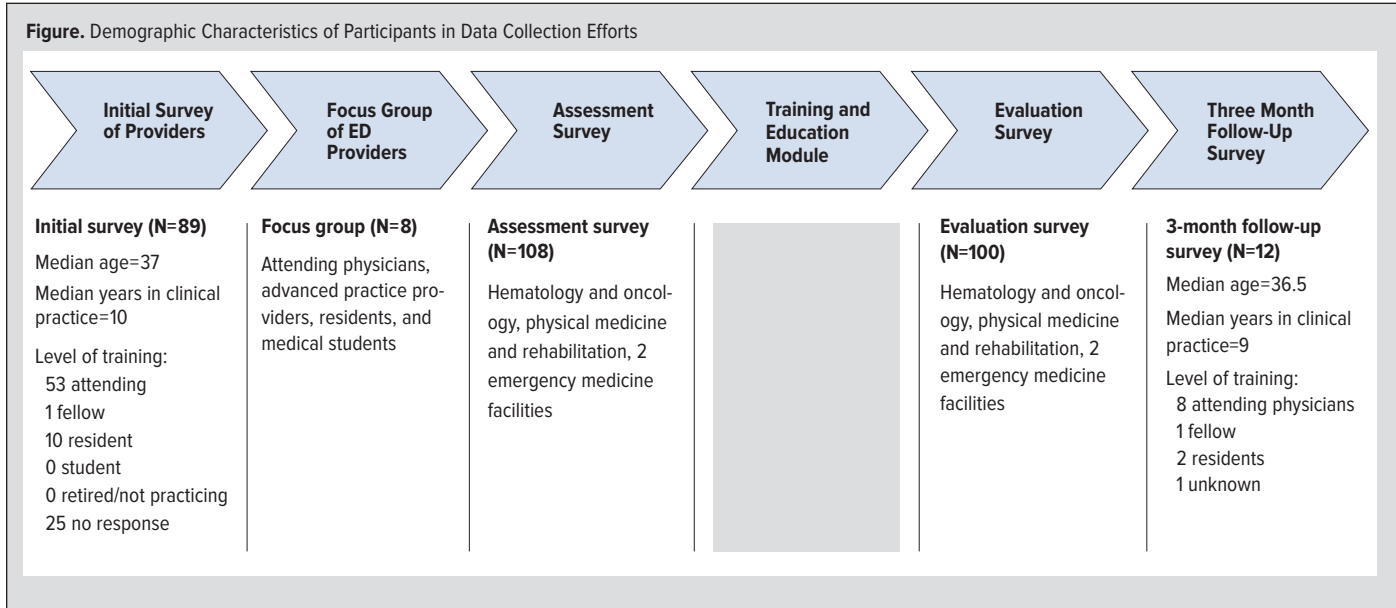 Figure. Demographic Characteristics of Participants in Data Collection Efforts
Initial Survey
of Providers
Focus Group
of ED
Providers
Assessment
Survey
Training and
Education
Module
Evaluation
Survey
Three Month
Follow-Up
Survey
Initial survey (N=89)
Median age=37
Median years in clinical
practice=10
Level of training:
53 attending
1 fellow
10 resident
0 student
0 retired/not practicing
25 no response
Focus group (N=8)
Attending physicians,
advanced practice pro-
viders, residents, and
medical students
Assessment survey
(N=108)
Hematology and oncol-
ogy, physical medicine
and rehabilitation, 2
emergency medicine
facilities
Evaluation survey
(N=100)
Hematology and oncol-
ogy, physical medicine
and rehabilitation, 2
emergency medicine
facilities
3-month follow-up
survey (N=12)
Median age=36.5
Median years in clinical
practice=9
Level of training:
8 attending physicians
1 fellow
2 residents
1 unknown